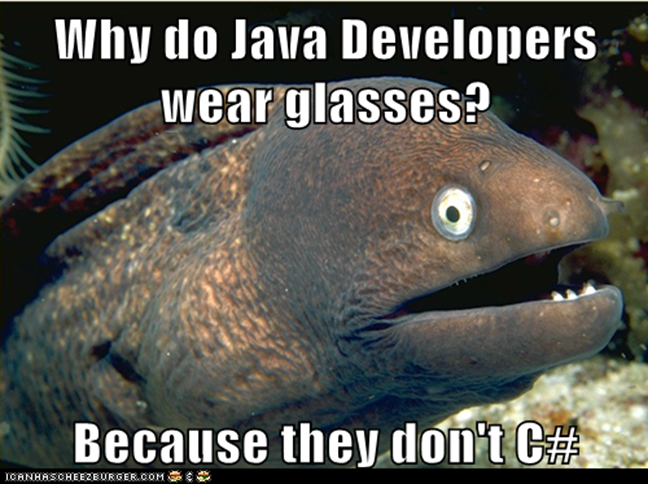 Why do Java Developers
wear glasses?
Because they don't C#
ICANHASCHEEZBURGER.COM